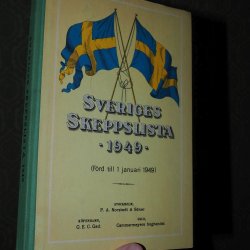 SVERIGES
SKEPPSLISTA
·1949·
(Förd till 1 januari 1949)
STOCKHOLM,
P. A. Norstedt & Söner
KÖPENHAMN, OSLO,
G. E. C. Gad. Cammermeyers boghandel